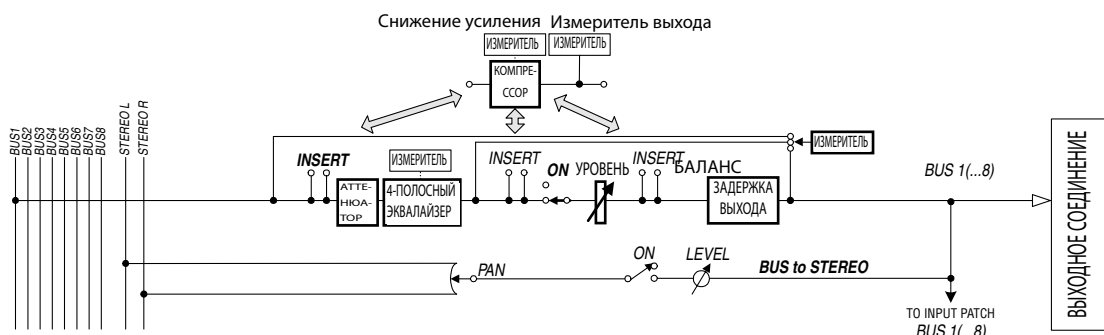 Снижение усиления Измеритель выхода
ИЗМЕРИТЕЛЬ ИЗМЕРИТЕЛЬ
КОМПРЕ-
ССОР
BUS1
BUS2
BUS3
BUS4
BUS5
BUS6
BUS7
BUS8
STEREO L
STEREO R
INSERT
ИЗМЕРИТЕЛЬ
INSERT
ON
УРОВЕНЬ
INSERT
БАЛАНС
ИЗМЕРИТЕЛЬ
АТТЕ-
НЮА-
ТОР
4-ПОЛОСНЫЙ
ЭКВАЛАЙЗЕР
ЗАДЕРЖКА
ВЫХОДА
BUS 1(...8)
ВЫХОДНОЕ СОЕДИНЕНИЕ
PAN
ON
LEVEL
BUS to STEREO
TO INPUT PATCH
BUS 1(...8)